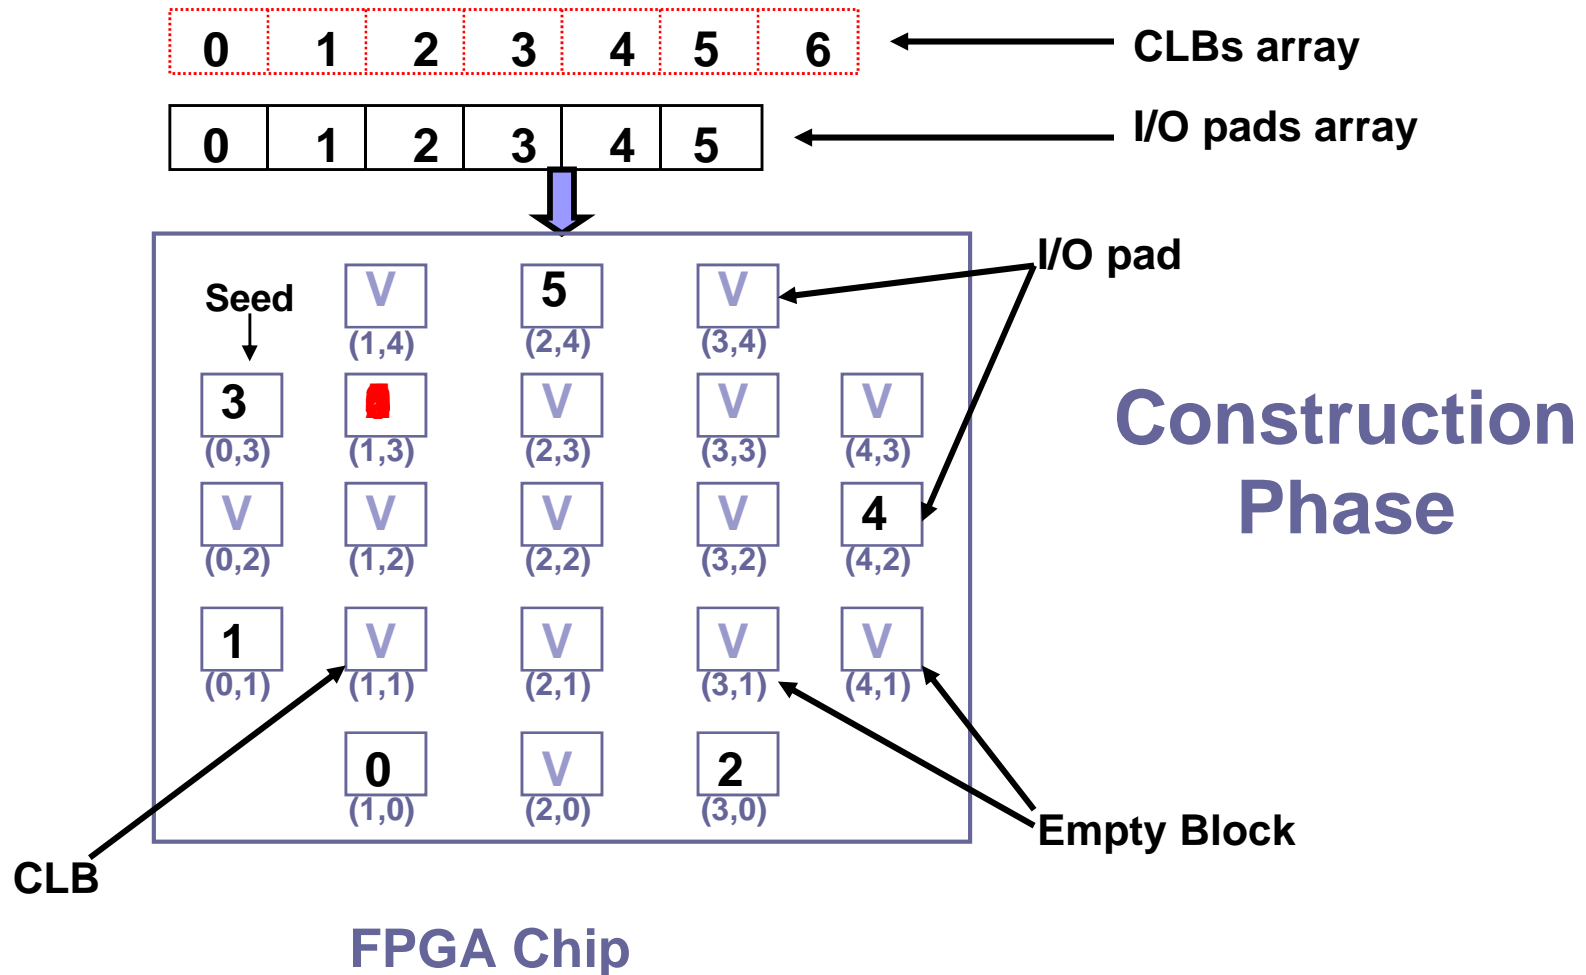 0 1 2 3 4 5 6
CLBs array
0 1 2 3 4 5
I/O pads array
I/O pad
Seed
V 5 V
(1,4) (2,4) (3,4)
3 V V V
(0,3) (1,3) (2,3) (3,3) (4,3)
V V V V 4
(0,2) (1,2) (2,2) (3,2) (4,2)
1 V V V V
(0,1) (1,1) (2,1) (3,1) (4,1)
0 V 2
(1,0) (2,0) (3,0)
Construction
Phase
Empty Block
CLB
FPGA Chip